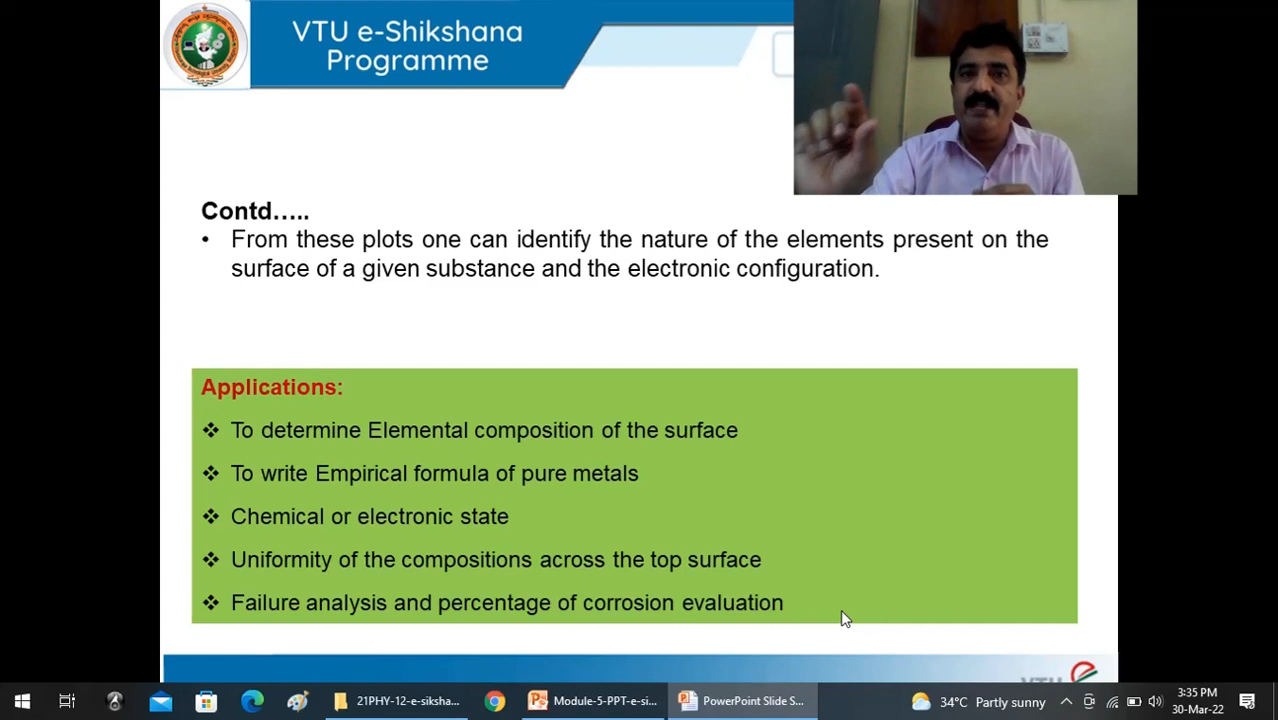 VTU e-Shikshana
Programme
Contd…..
• From these plots one can identify the nature of the elements present on the
surface of a given substance and the electronic configuration.
Applications:
❖ To determine Elemental composition of the surface
❖ To write Empirical formula of pure metals
❖ Chemical or electronic state
❖ Uniformity of the compositions across the top surface
❖ Failure analysis and percentage of corrosion evaluation
VTU
21PHY-12-e-siksha...
Module-5-PPT-e-si...
PowerPoint Slide S...
34°C Partly sunny
3:35 PM
30-Mar-22